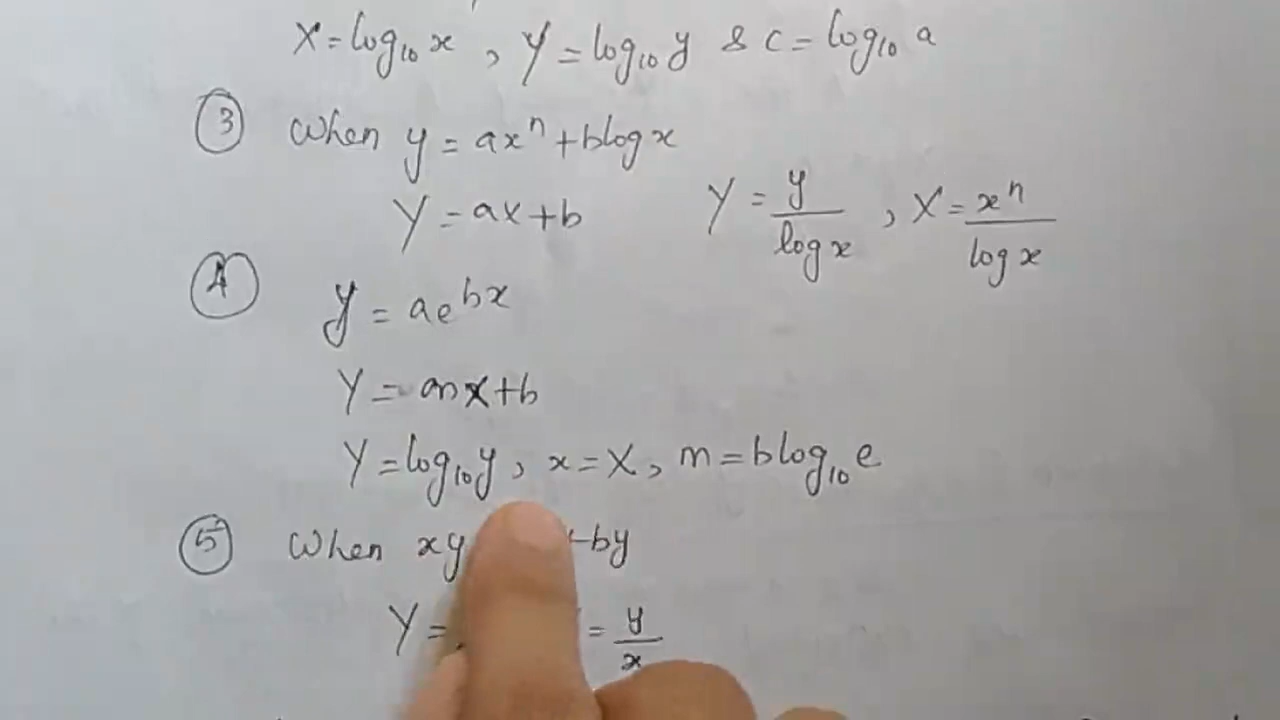 X = log₁₀ x , Y = log₁₀ y & c = log₁₀ a
③ When y = axⁿ + blog x
Y = ax + b Y = y/log x , X = xⁿ/log x
④ y = ae^bx
Y = mx + b
Y = log₁₀ y , x = X , m = b log₁₀ e
⑤ When xy + by
Y = = y/x